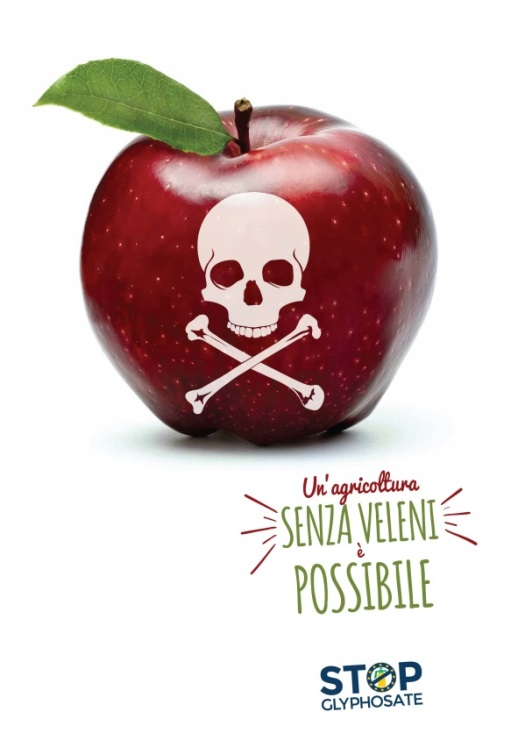 Un'agricoltura
SENZA VELENI
è
POSSIBILE
STOP
GLYPHOSATE